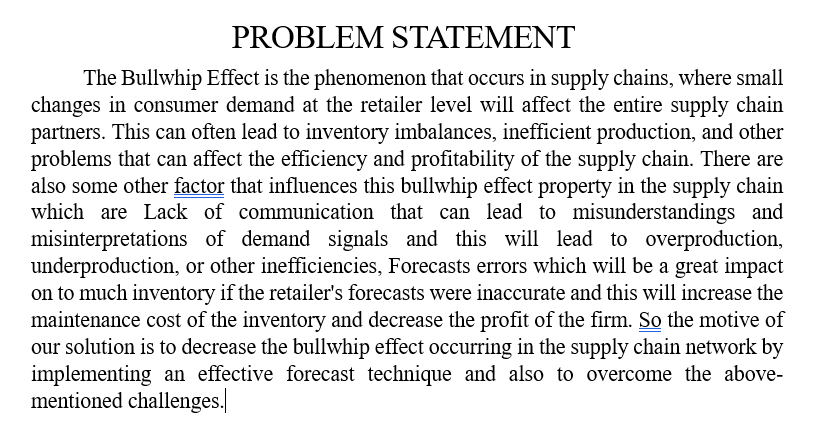 PROBLEM STATEMENT
The Bullwhip Effect is the phenomenon that occurs in supply chains, where small
changes in consumer demand at the retailer level will affect the entire supply chain
partners. This can often lead to inventory imbalances, inefficient production, and other
problems that can affect the efficiency and profitability of the supply chain. There are
also some other factor that influences this bullwhip effect property in the supply chain
which are Lack of communication that can lead to misunderstandings and
misinterpretations of demand signals and this will lead to overproduction,
underproduction, or other inefficiencies, Forecasts errors which will be a great impact
on to much inventory if the retailer's forecasts were inaccurate and this will increase the
maintenance cost of the inventory and decrease the profit of the firm. So the motive of
our solution is to decrease the bullwhip effect occurring in the supply chain network by
implementing an effective forecast technique and also to overcome the above-
mentioned challenges.